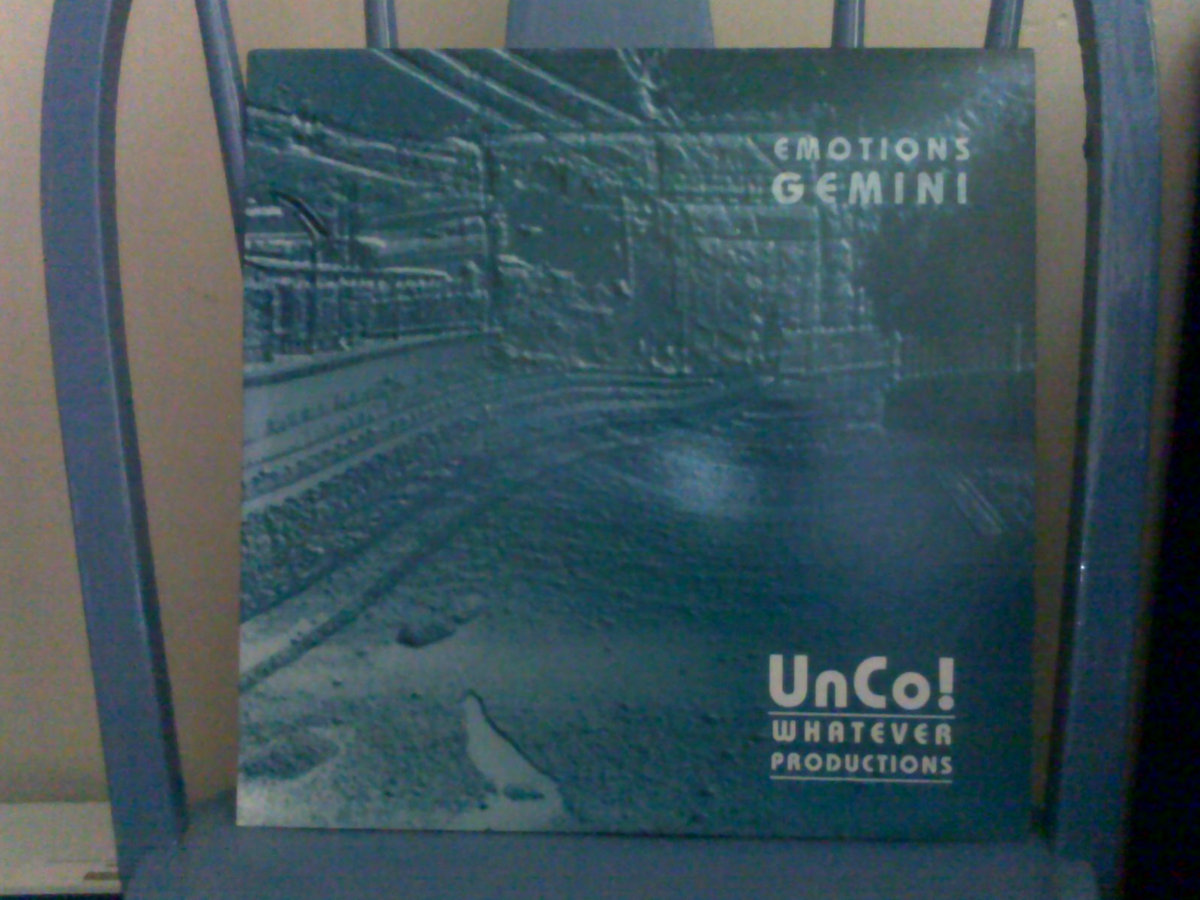 EMOTIONS
GEMINI
UnCo!
WHATEVER
PRODUCTIONS